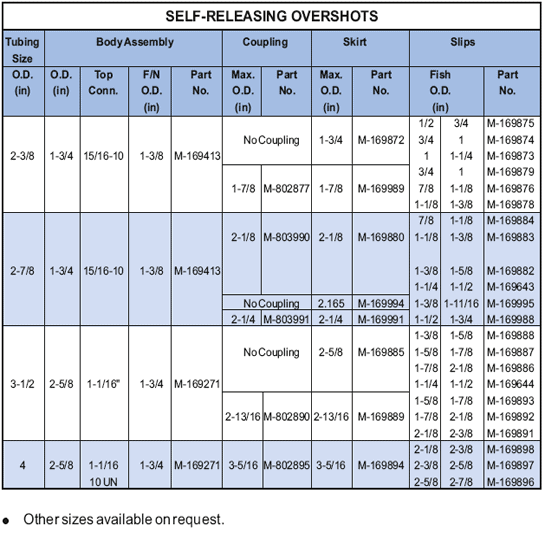 SELF-RELEASING OVERSHOTS
Tubing Body Assembly Coupling Skirt Slips
Size
O.D. O.D. Top F/N Part Max. Part Max. Part Fish Part
(in) (in) Conn. O.D. No. O.D. No. O.D. No. O.D. No.
(in) (in) (in) (in)
1/2 3/4 M-169875
No Coupling 1-3/4 M-169872 3/4 1 M-169874
2-3/8 1-3/4 15/16-10 1-3/8 M-169413 1 1-1/4 M-169873
3/4 1 M-169879
1-7/8 M-802877 1-7/8 M-169989 7/8 1-1/8 M-169876
1-1/8 1-3/8 M-169878
7/8 1-1/8 M-169884
2-1/8 M-803990 2-1/8 M-169880 1-1/8 1-3/8 M-169883
2-7/8 1-3/4 15/16-10 1-3/8 M-169413 1-3/8 1-5/8 M-169882
1-1/4 1-1/2 M-169643
No Coupling 2.165 M-169994 1-3/8 1-11/16 M-169995
2-1/4 M-803991 2-1/4 M-169991 1-1/2 1-3/4 M-169988
1-3/8 1-5/8 M-169888
No Coupling 2-5/8 M-169885 1-5/8 1-7/8 M-169887
1-7/8 2-1/8 M-169886
3-1/2 2-5/8 1-1/16" 1-3/4 M-169271 1-1/4 1-1/2 M-169644
1-5/8 1-7/8 M-169893
2-13/16 M-802890 2-13/16 M-169889 1-7/8 2-1/8 M-169892
2-1/8 2-3/8 M-169891
2-1/8 2-3/8 M-169898
4 2-5/8 1-1/16 1-3/4 M-169271 3-5/16 M-802895 3-5/16 M-169894 2-3/8 2-5/8 M-169897
10 UN 2-5/8 2-7/8 M-169896
● Other sizes available on request.